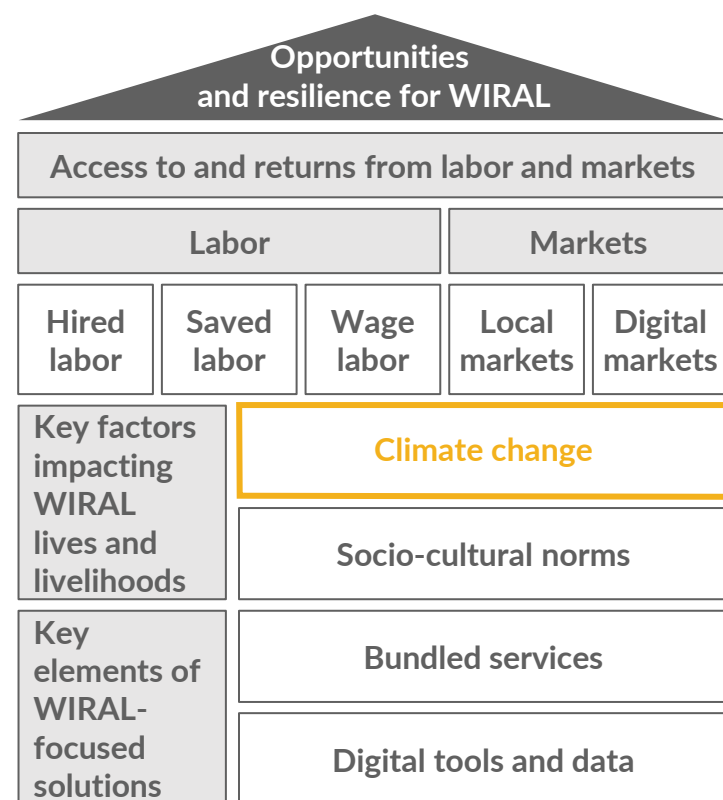 Opportunities
and resilience for WIRAL
Access to and returns from labor and markets
Labor
Markets
Hired
labor
Saved
labor
Wage
labor
Local
markets
Digital
markets
Key factors
impacting
WIRAL
lives and
livelihoods
Climate change
Socio-cultural norms
Key
elements of
WIRAL-
focused
solutions
Bundled services
Digital tools and data